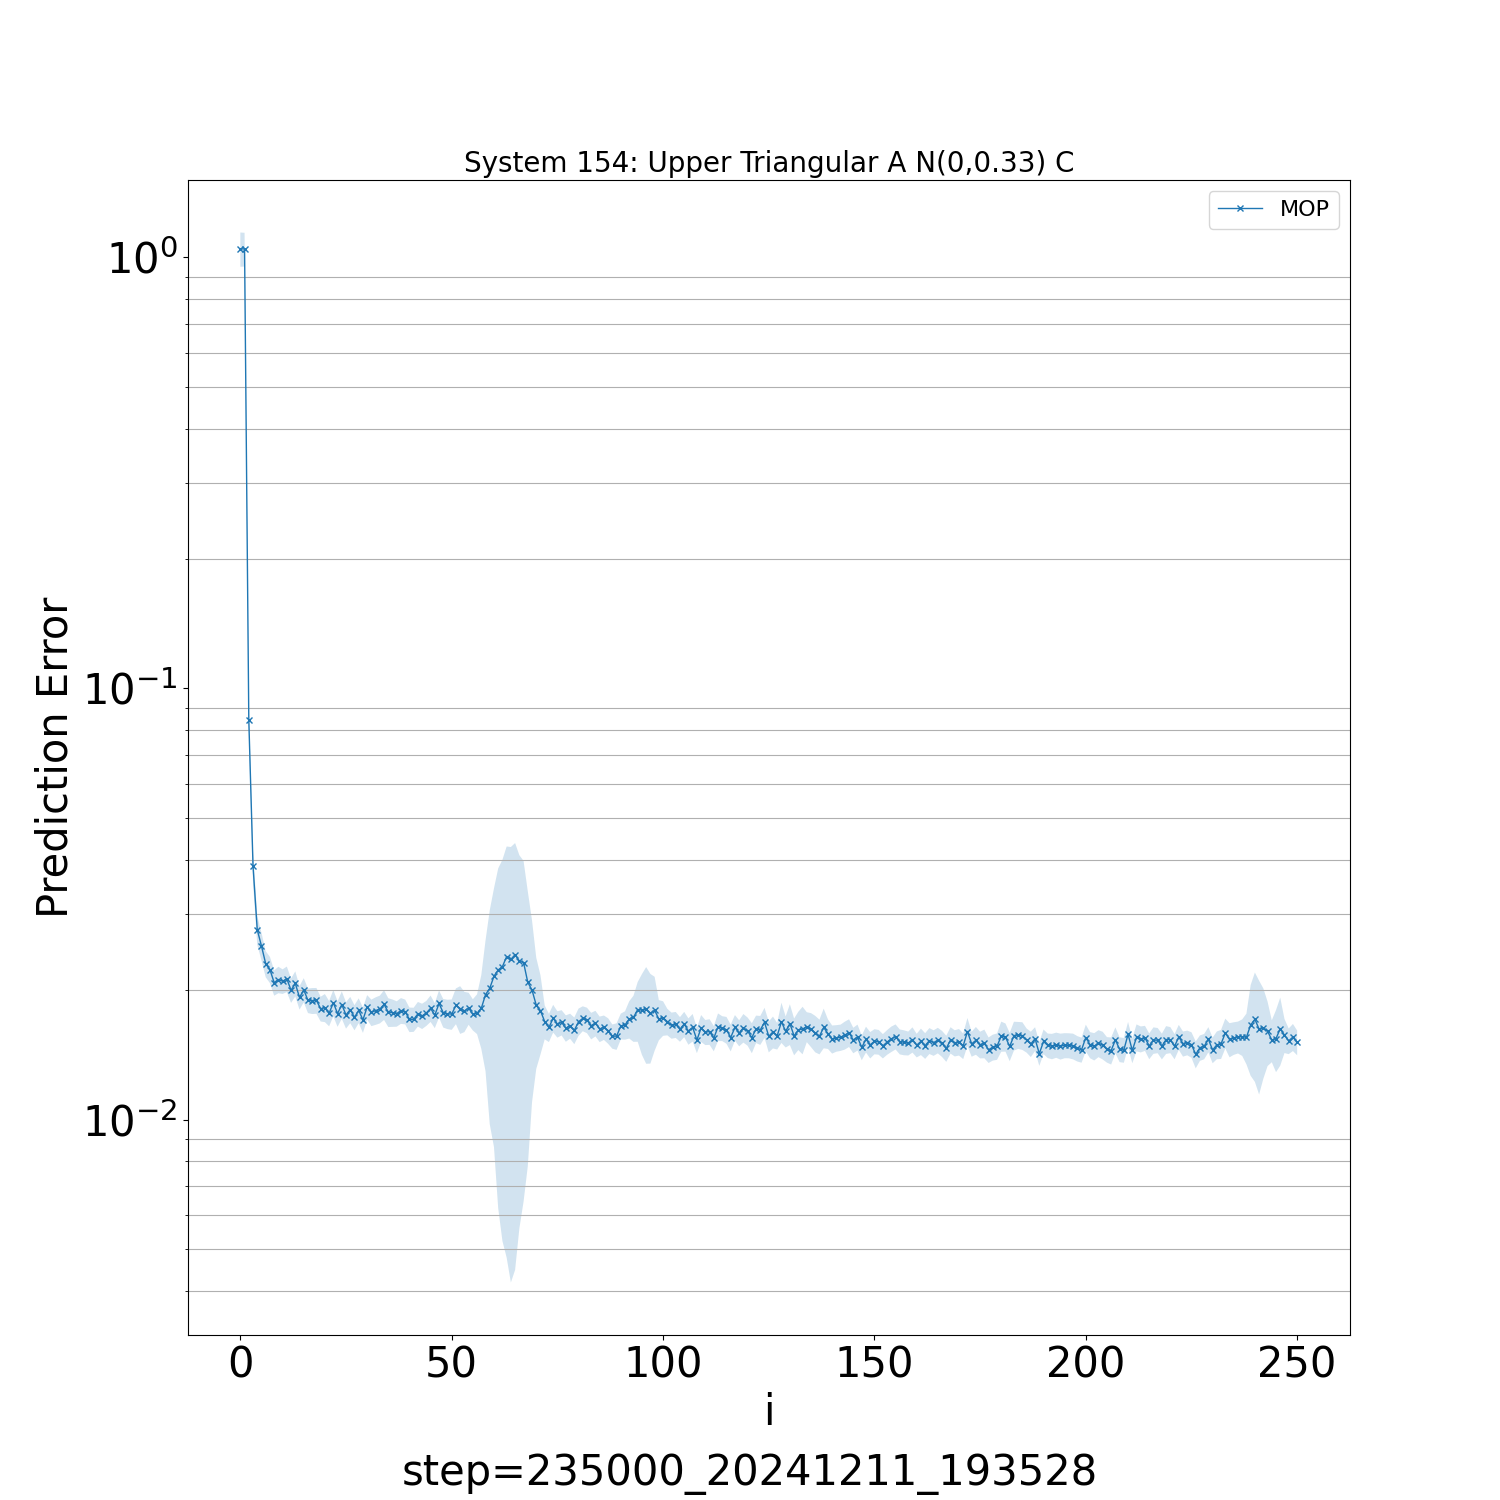 System 154: Upper Triangular A N(0,0.33) C
MOP
Prediction Error
10⁰
10⁻¹
10⁻²
0 50 100 150 200 250
i
step=235000_20241211_193528